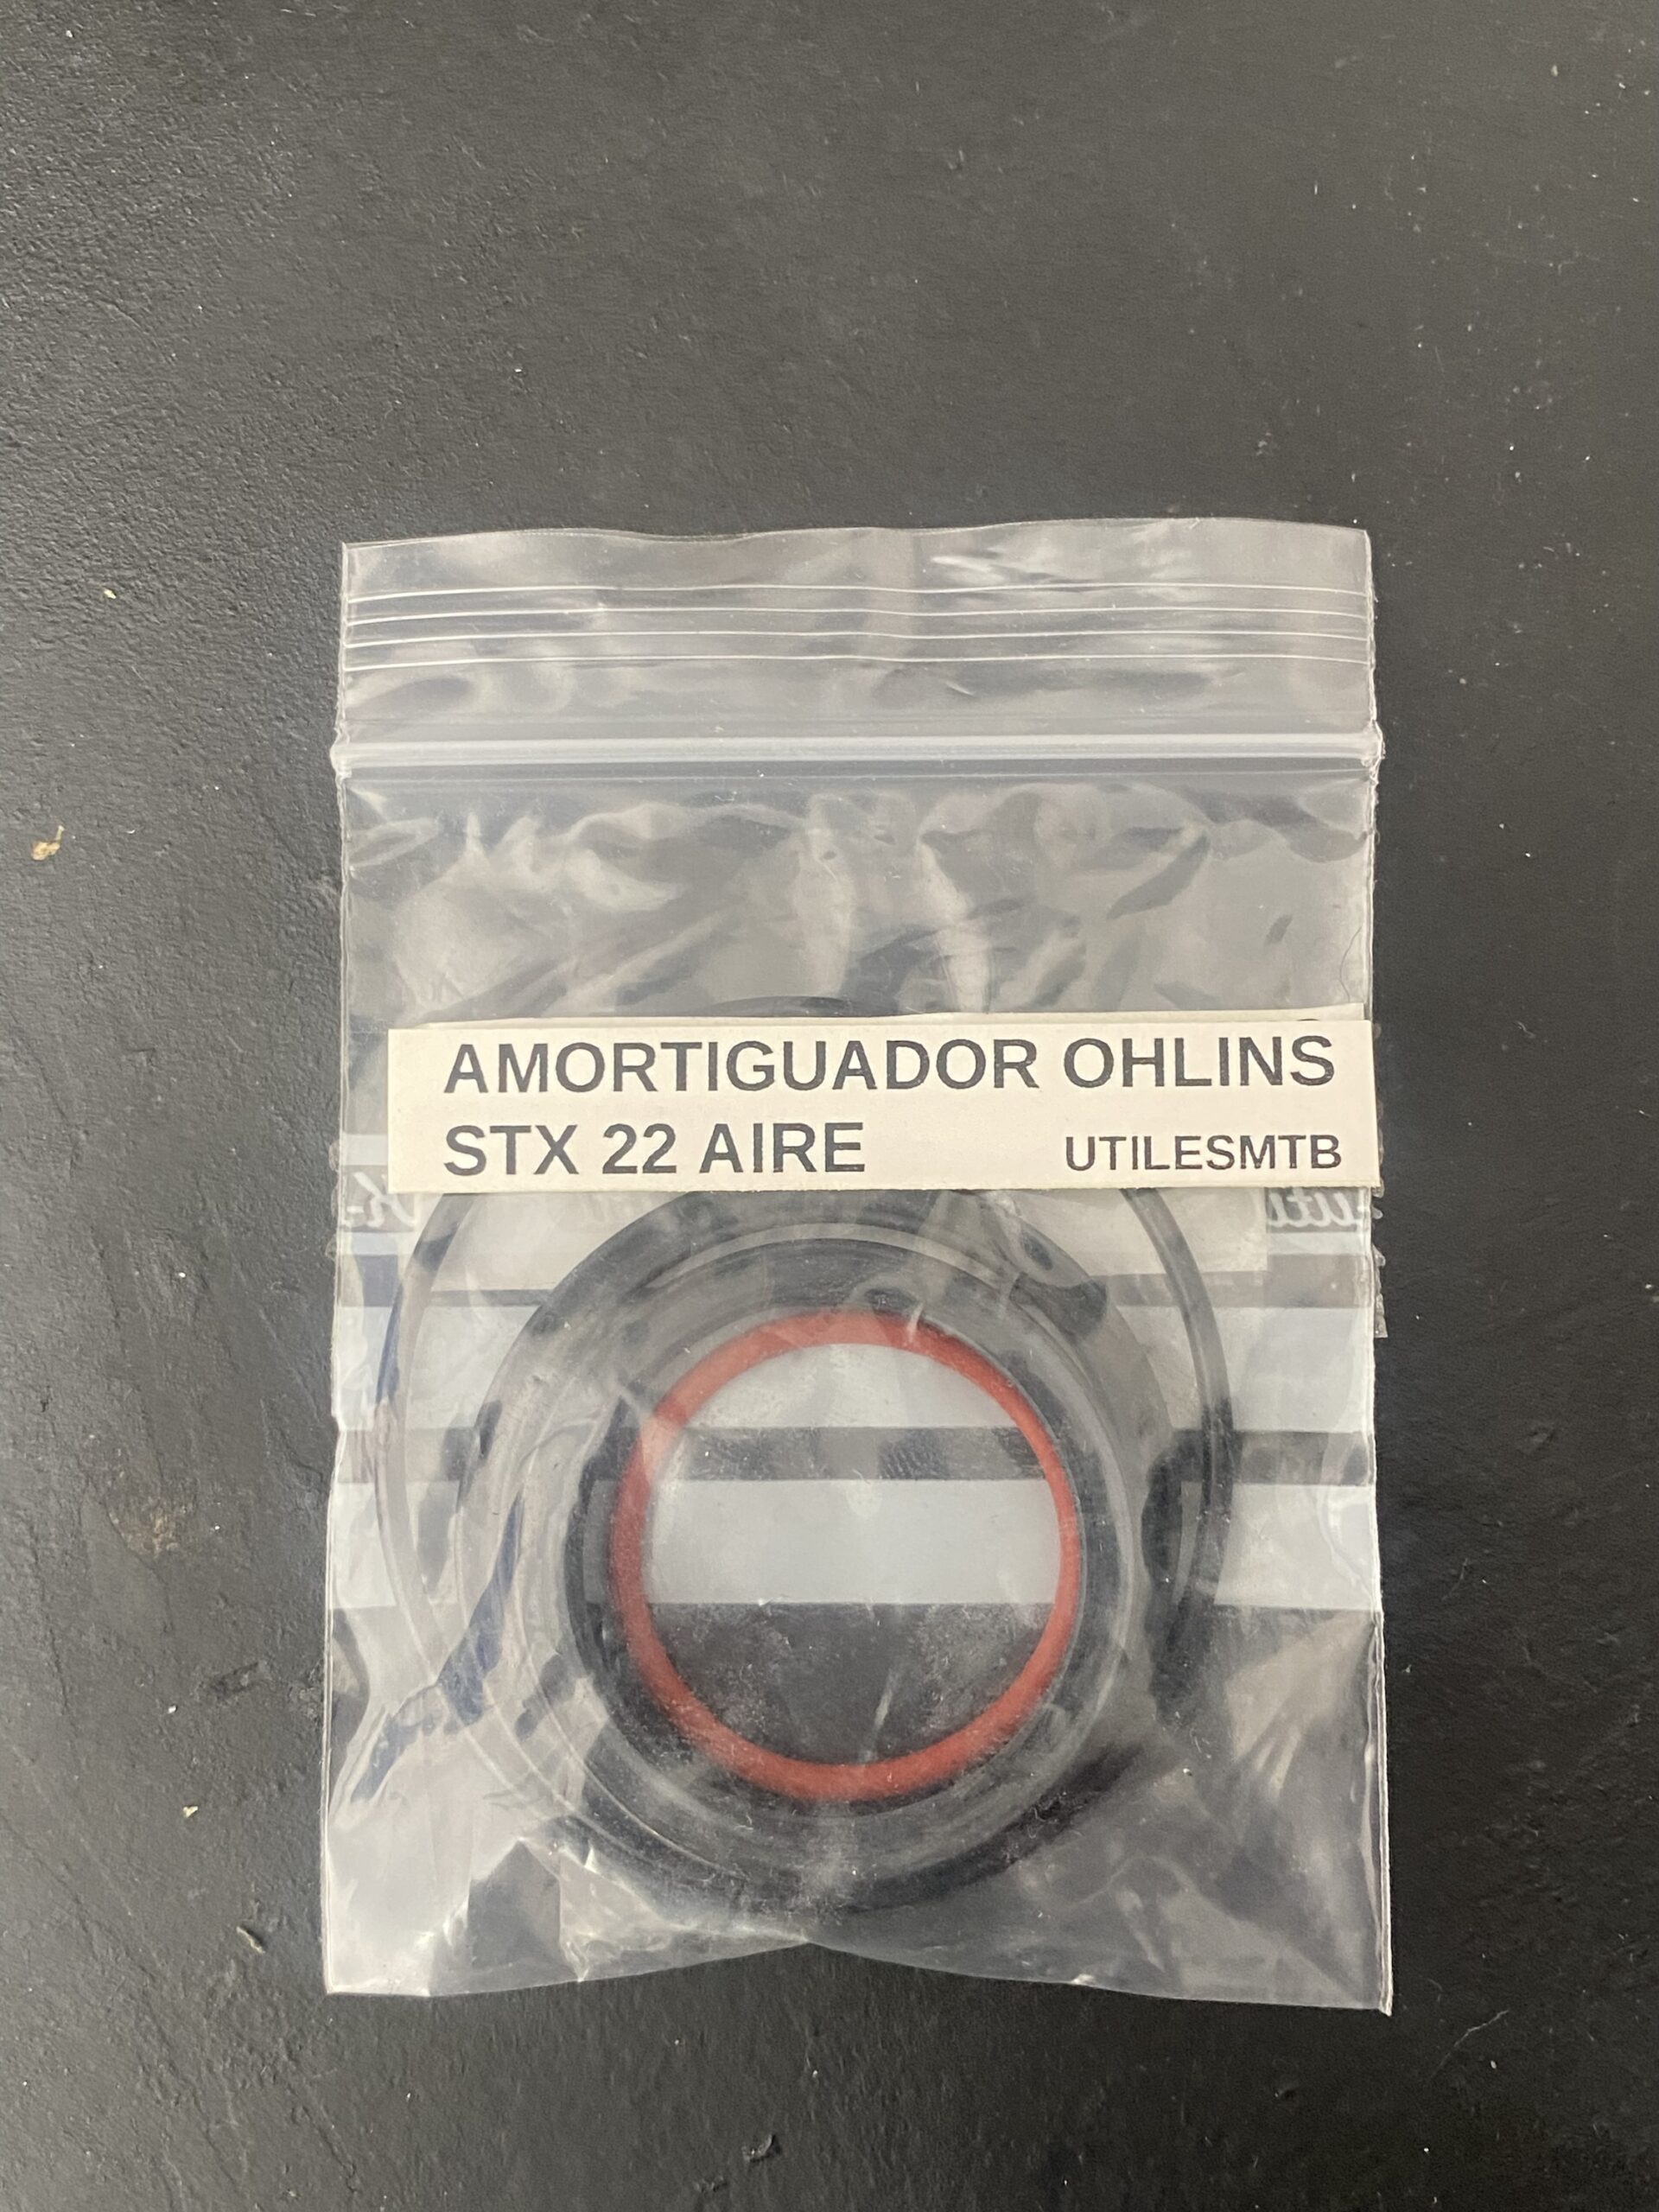 AMORTIGUADOR OHLINS
STX 22 AIRE UTILESMTB